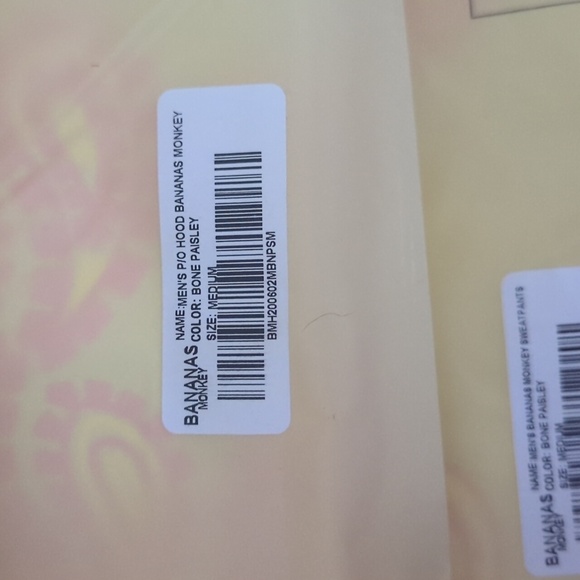 NAME:MEN'S P/O HOOD BANANAS MONKEY
BANANAS COLOR: BONE PAISLEY
MONKEY SIZE: MEDIUM
BMH200602MBNPSM
NAME:MEN'S BANANAS MONKEY SWEATPANTS
BANANAS COLOR: BONE PAISLEY
MONKEY SIZE: MEDIUM